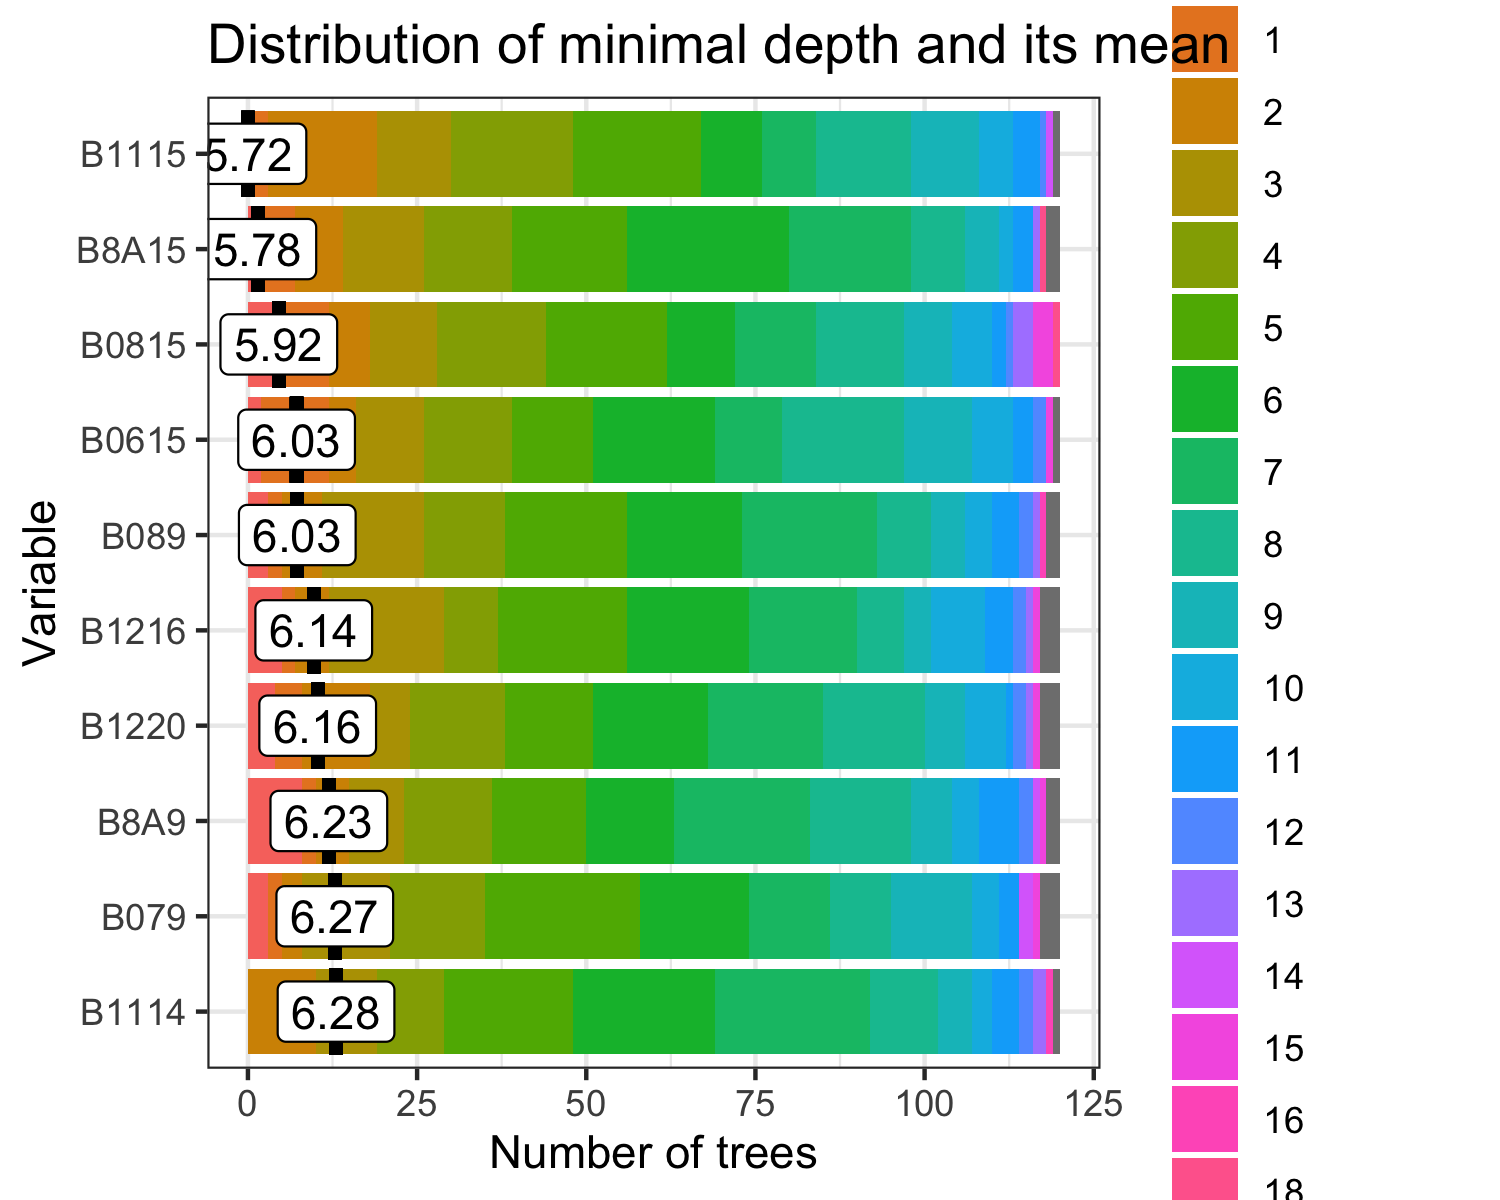 Distribution of minimal depth and its mean
B1115
5.72
B8A15
5.78
B0815
5.92
B0615
6.03
B089
6.03
B1216
6.14
B1220
6.16
B8A9
6.23
B079
6.27
B1114
6.28
Variable
0 25 50 75 100 125
Number of trees
1
2
3
4
5
6
7
8
9
10
11
12
13
14
15
16
18